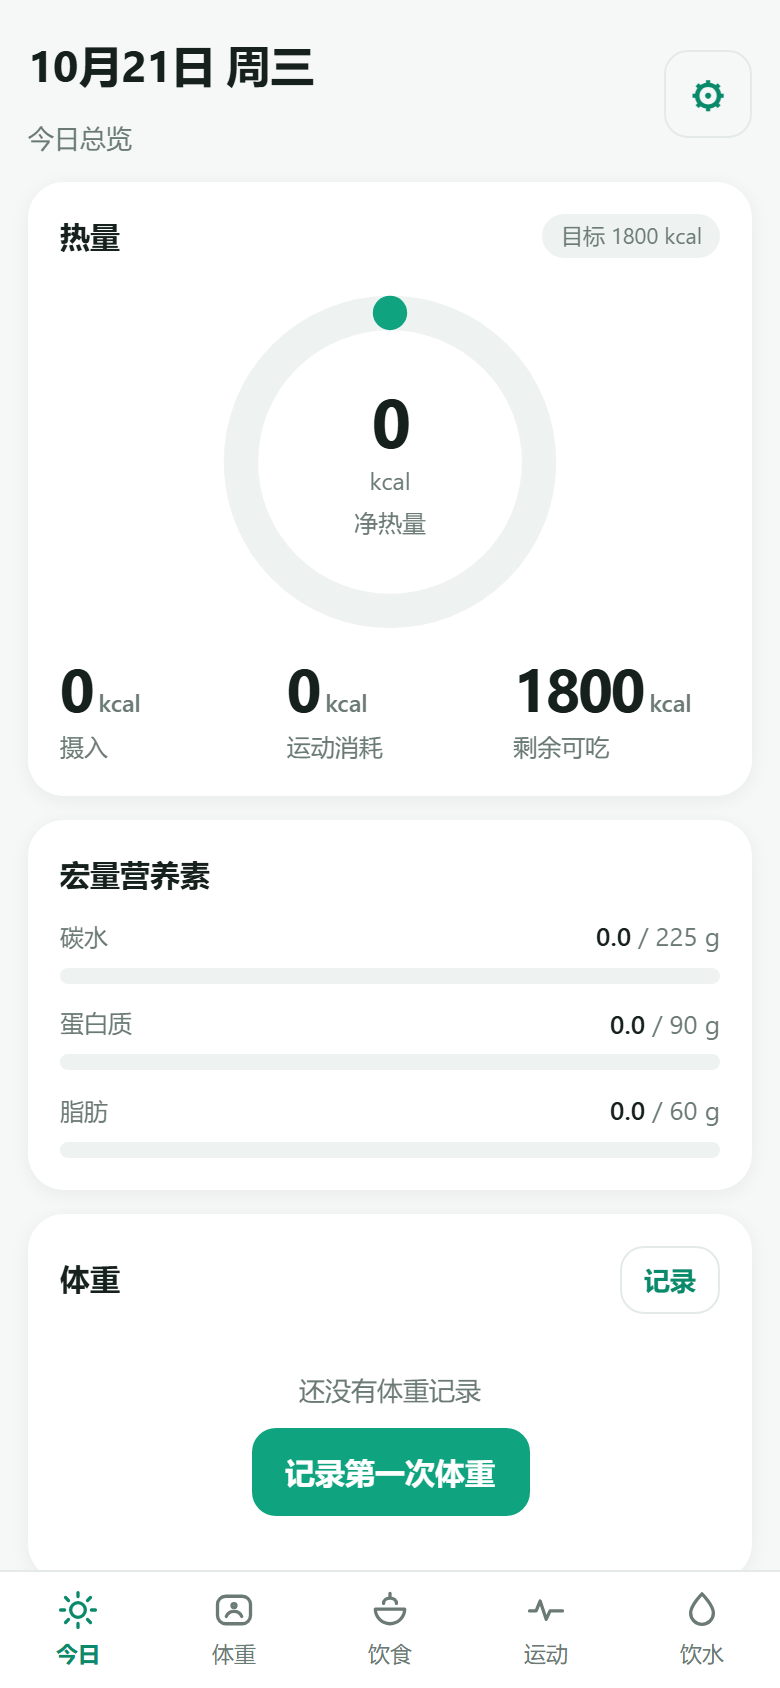 10月21日 周三
今日总览
热量
目标 1800 kcal
0
kcal
净热量
0 kcal
摄入
0 kcal
运动消耗
1800 kcal
剩余可吃
宏量营养素
碳水
0.0 / 225 g
蛋白质
0.0 / 90 g
脂肪
0.0 / 60 g
体重
记录
还没有体重记录
记录第一次体重
今日
体重
饮食
运动
饮水